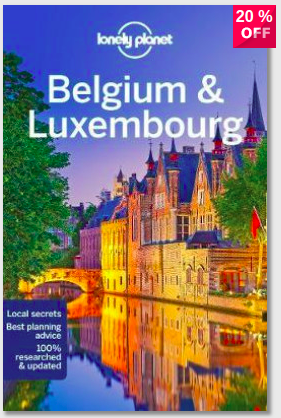 20 %
OFF
lonely planet
Belgium &
Luxembourg
Local secrets
Best planning
advice
100%
researched
& updated